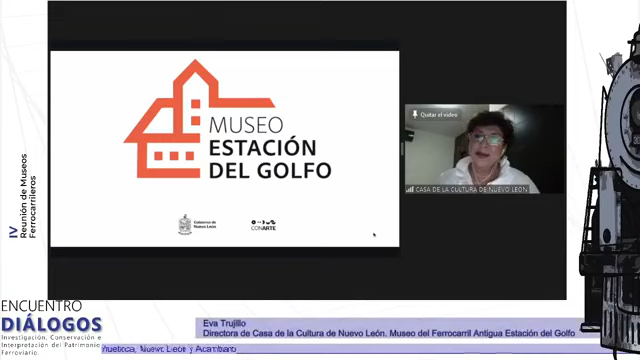 MUSEO
ESTACIÓN
DEL GOLFO
Gobierno de
Nuevo León
CONARTE
Quitar el video
CASA DE LA CULTURA DE NUEVO LEON
IV
Reunión de Museos
Ferrocarrileros
ENCUENTRO
DIÁLOGOS
Investigación, Conservación e
Interpretación del Patrimonio
Ferroviario.
Eva Trujillo
Directora de Casa de la Cultura de Nuevo León. Museo del Ferrocarril Antigua Estación del Golfo
Nuevo León y Acámbaro